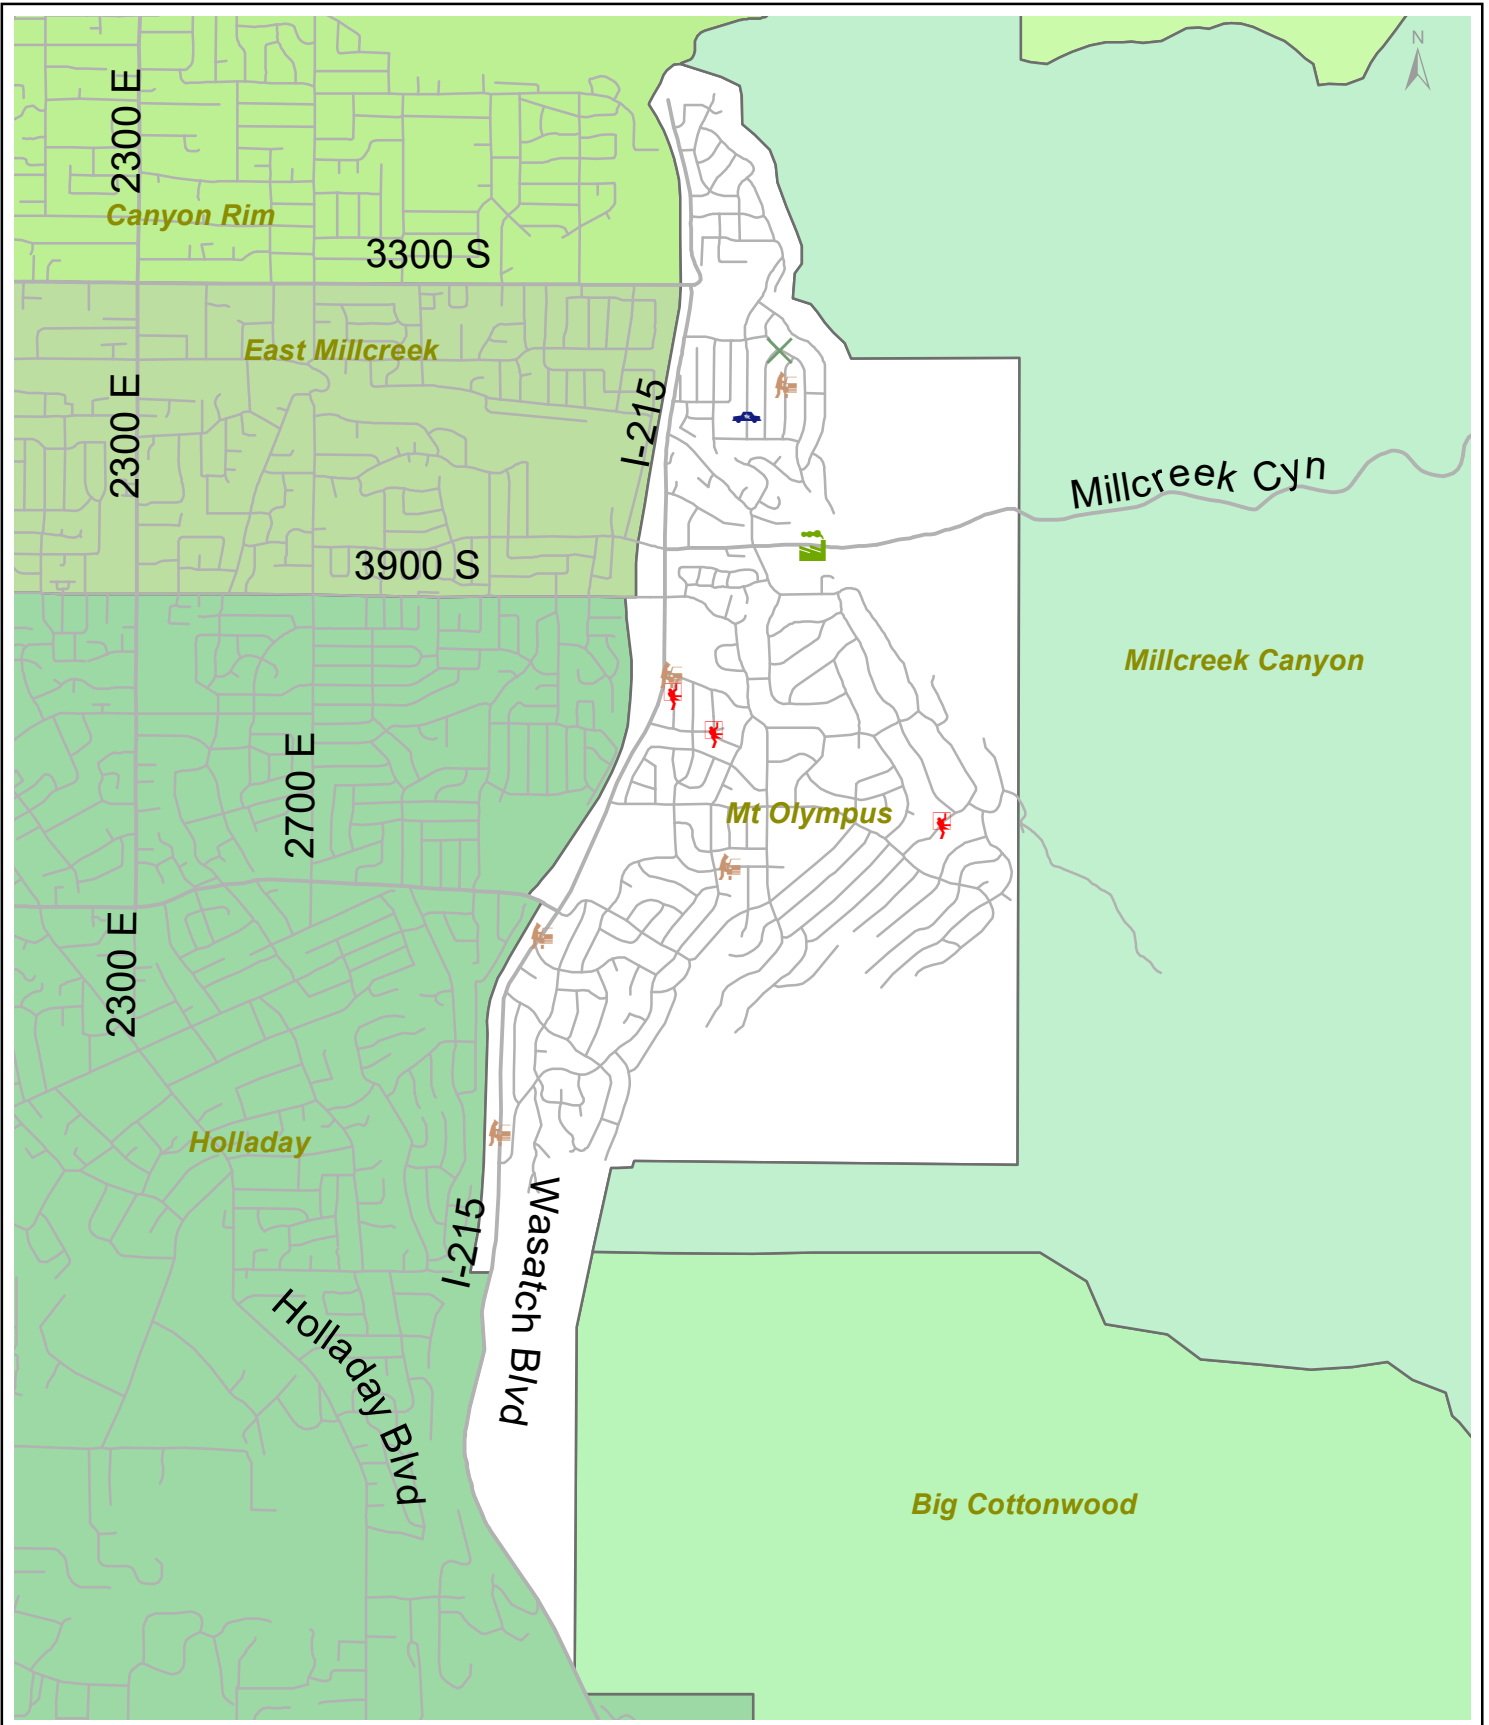 N
2300 E
Canyon Rim
3300 S
East Millcreek
2300 E
I-215
Millcreek Cyn
3900 S
Millcreek Canyon
2700 E
Mt Olympus
2300 E
Holladay
I-215
Wasatch Blvd
Holladay Blvd
Big Cottonwood